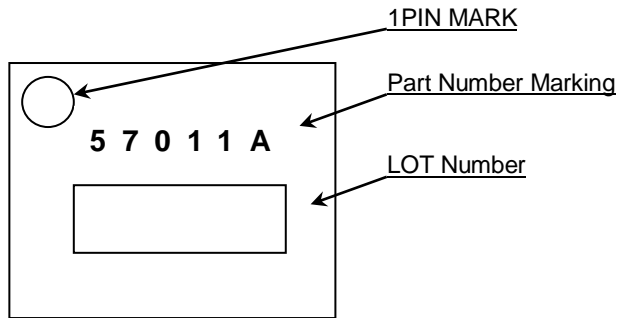 1PIN MARK
Part Number Marking
5 7 0 1 1 A
LOT Number